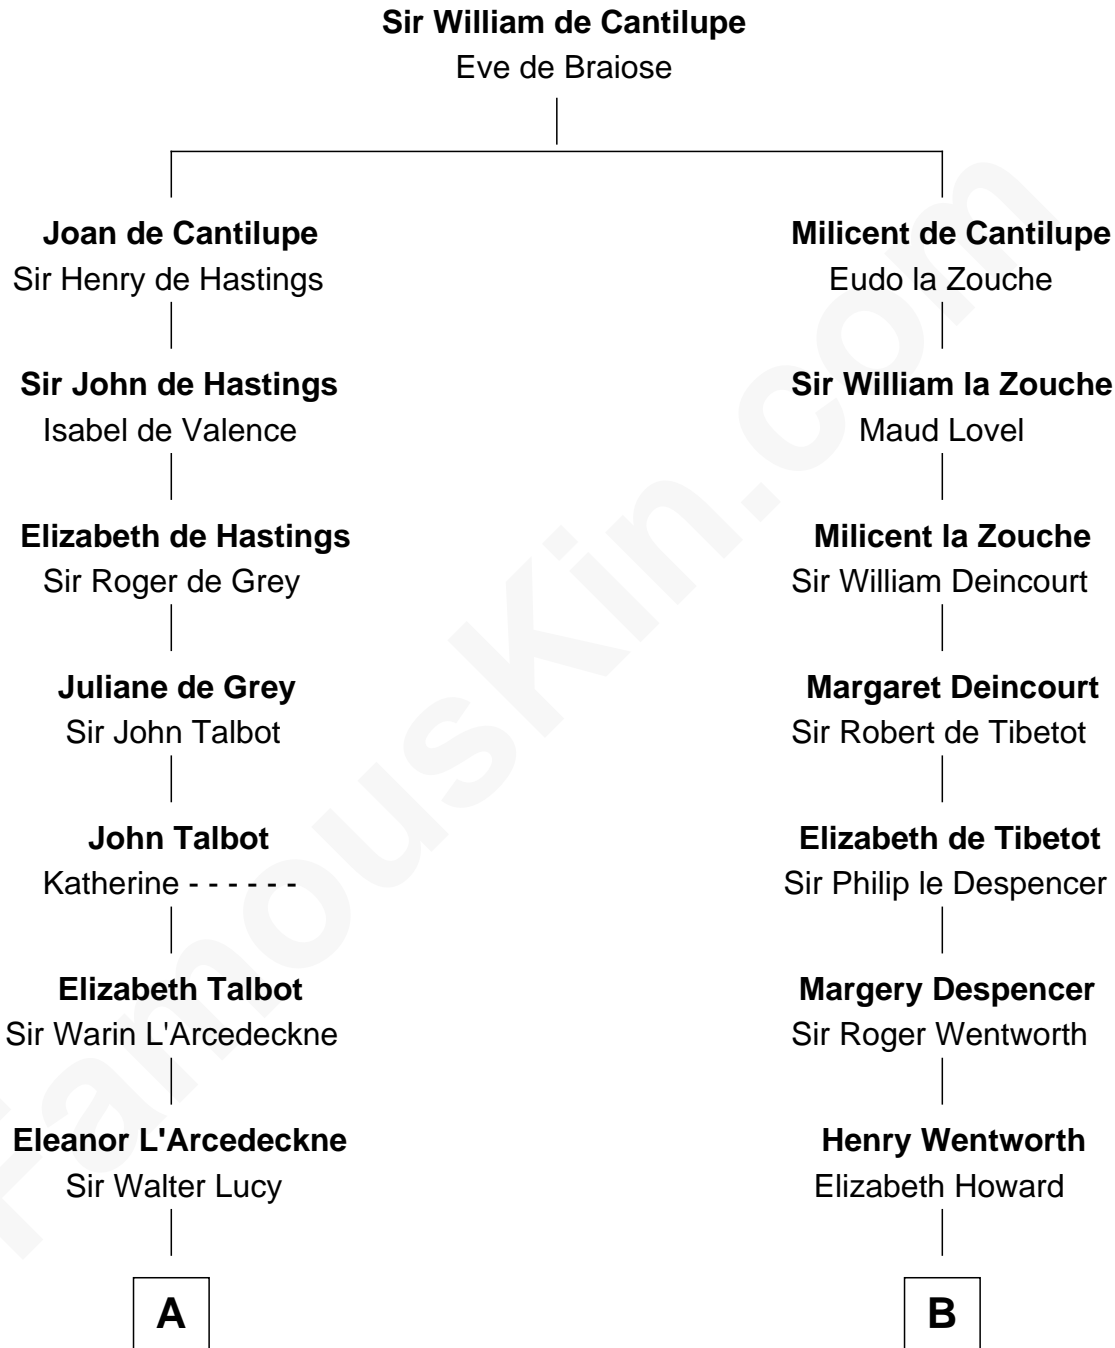 Sir William de Cantilupe
Eve de Braiose
Joan de Cantilupe
Sir Henry de Hastings
Milicent de Cantilupe
Eudo la Zouche
Sir John de Hastings
Isabel de Valence
Sir William la Zouche
Maud Lovel
Elizabeth de Hastings
Sir Roger de Grey
Milicent la Zouche
Sir William Deincourt
Juliane de Grey
Sir John Talbot
Margaret Deincourt
Sir Robert de Tibetot
John Talbot
Katherine - - - - - -
Elizabeth de Tibetot
Sir Philip le Despencer
Elizabeth Talbot
Sir Warin L'Arcedeckne
Margery Despencer
Sir Roger Wentworth
Eleanor L'Arcedeckne
Sir Walter Lucy
Henry Wentworth
Elizabeth Howard
A
B
FamousKin.com